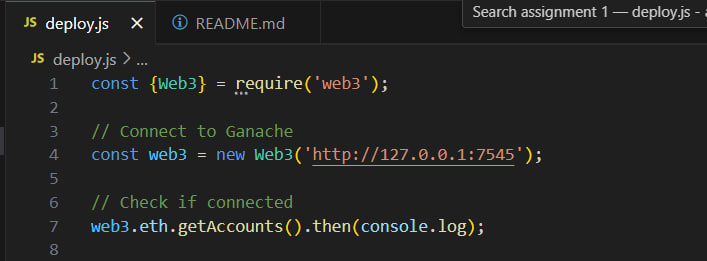 JS deploy.js × ⓘ README.md
Search assignment 1 — deploy.js -
JS deploy.js > ...
1 const {Web3} = require('web3');
2
3 // Connect to Ganache
4 const web3 = new Web3('http://127.0.0.1:7545');
5
6 // Check if connected
7 web3.eth.getAccounts().then(console.log);
8